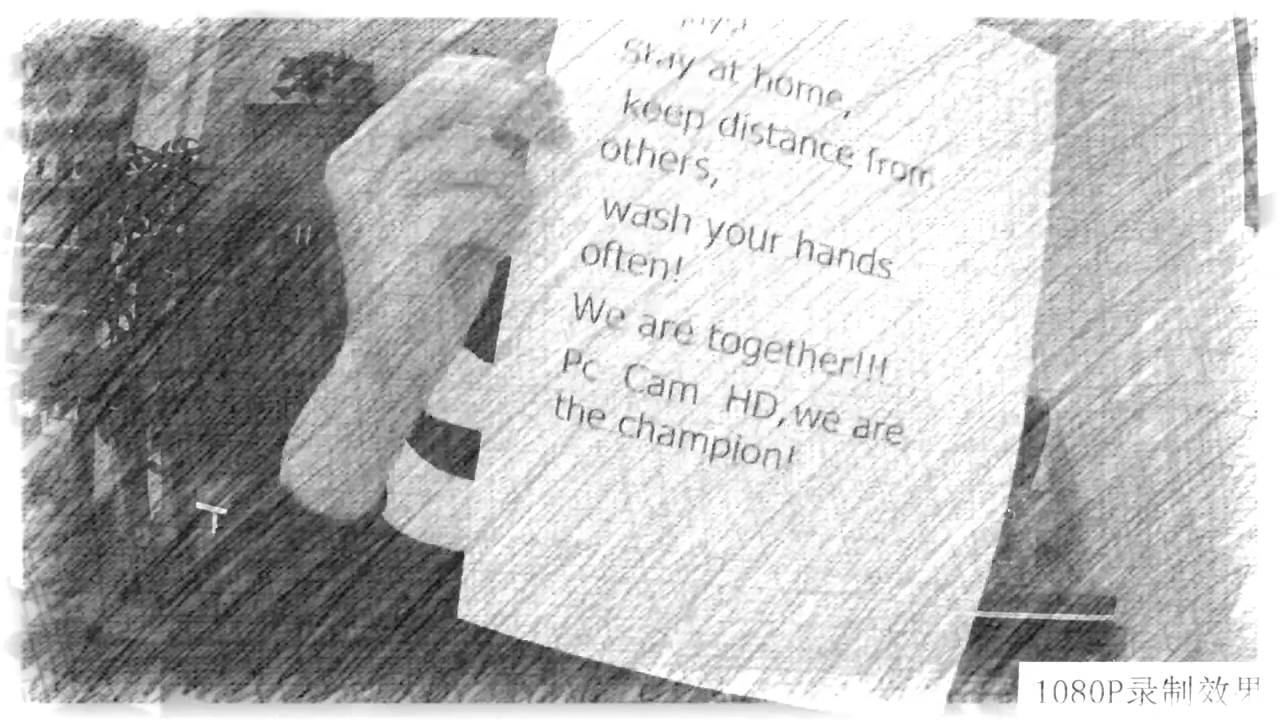 Stay at home,
keep distance from
others,
wash your hands
often!
We are together!!!
Pc Cam HD,we are
the champion!
1080P录制效果